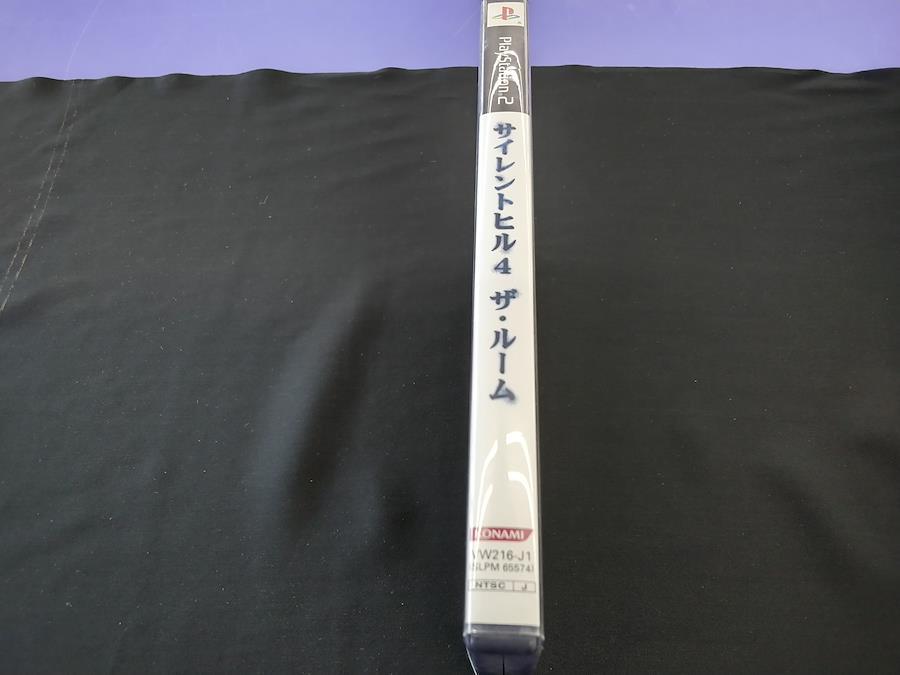 PlayStation 2
サイレントヒル4 ザ・ルーム
KONAMI
VW216-J1
(SLPM 65574)
NTSC J